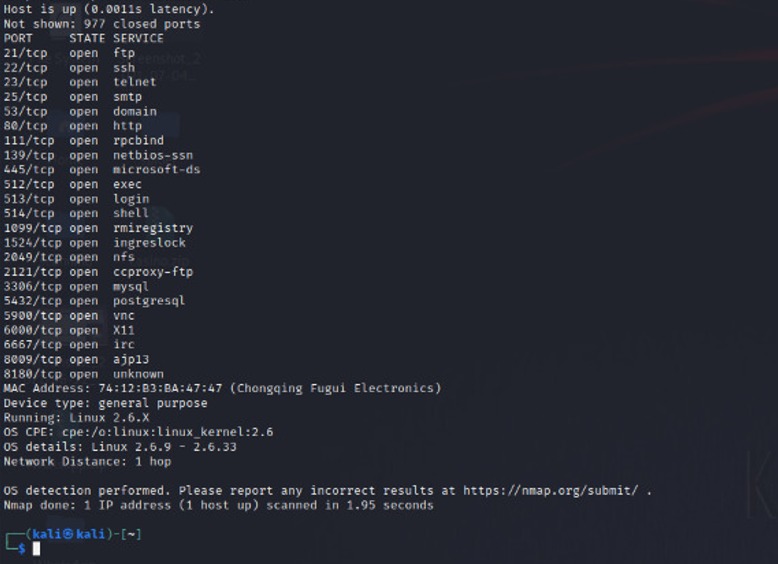 Host is up (0.0011s latency).
Not shown: 977 closed ports
PORT     STATE SERVICE
21/tcp   open  ftp
22/tcp   open  ssh
23/tcp   open  telnet
25/tcp   open  smtp
53/tcp   open  domain
80/tcp   open  http
111/tcp  open  rpcbind
139/tcp  open  netbios-ssn
445/tcp  open  microsoft-ds
512/tcp  open  exec
513/tcp  open  login
514/tcp  open  shell
1099/tcp open  rmiregistry
1524/tcp open  ingreslock
2049/tcp open  nfs
2121/tcp open  ccproxy-ftp
3306/tcp open  mysql
5432/tcp open  postgresql
5900/tcp open  vnc
6000/tcp open  X11
6667/tcp open  irc
8009/tcp open  ajp13
8180/tcp open  unknown
MAC Address: 74:12:B3:BA:47:47 (Chongqing Fugui Electronics)
Device type: general purpose
Running: Linux 2.6.X
OS CPE: cpe:/o:linux:linux_kernel:2.6
OS details: Linux 2.6.9 - 2.6.33
Network Distance: 1 hop
OS detection performed. Please report any incorrect results at https://nmap.org/submit/ .
Nmap done: 1 IP address (1 host up) scanned in 1.95 seconds
┌──(kali㉿kali)-[~]
└─$